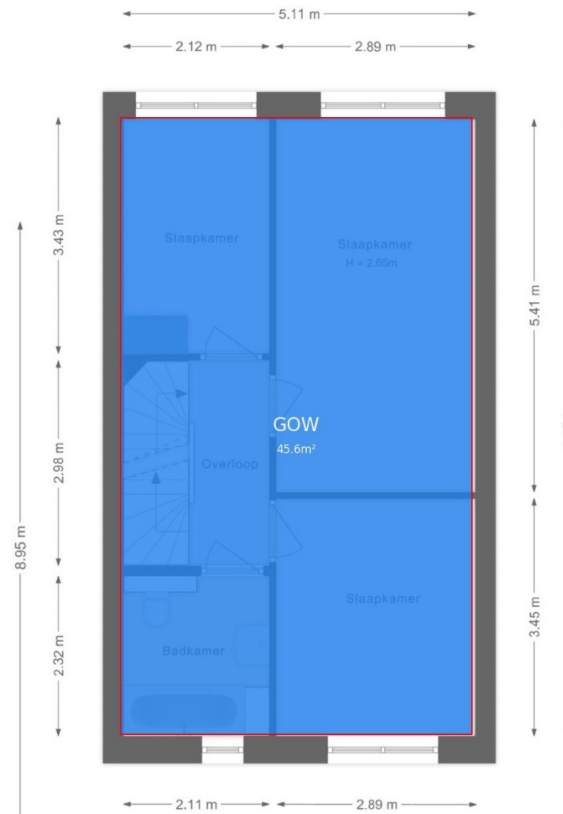 5.11 m
2.12 m
2.89 m
3.43 m
Slaapkamer
Slaapkamer
H = 2.65m
5.41 m
8.95 m
2.98 m
GOW
45.6m²
Overloop
2.32 m
Badkamer
Slaapkamer
3.45 m
2.11 m
2.89 m